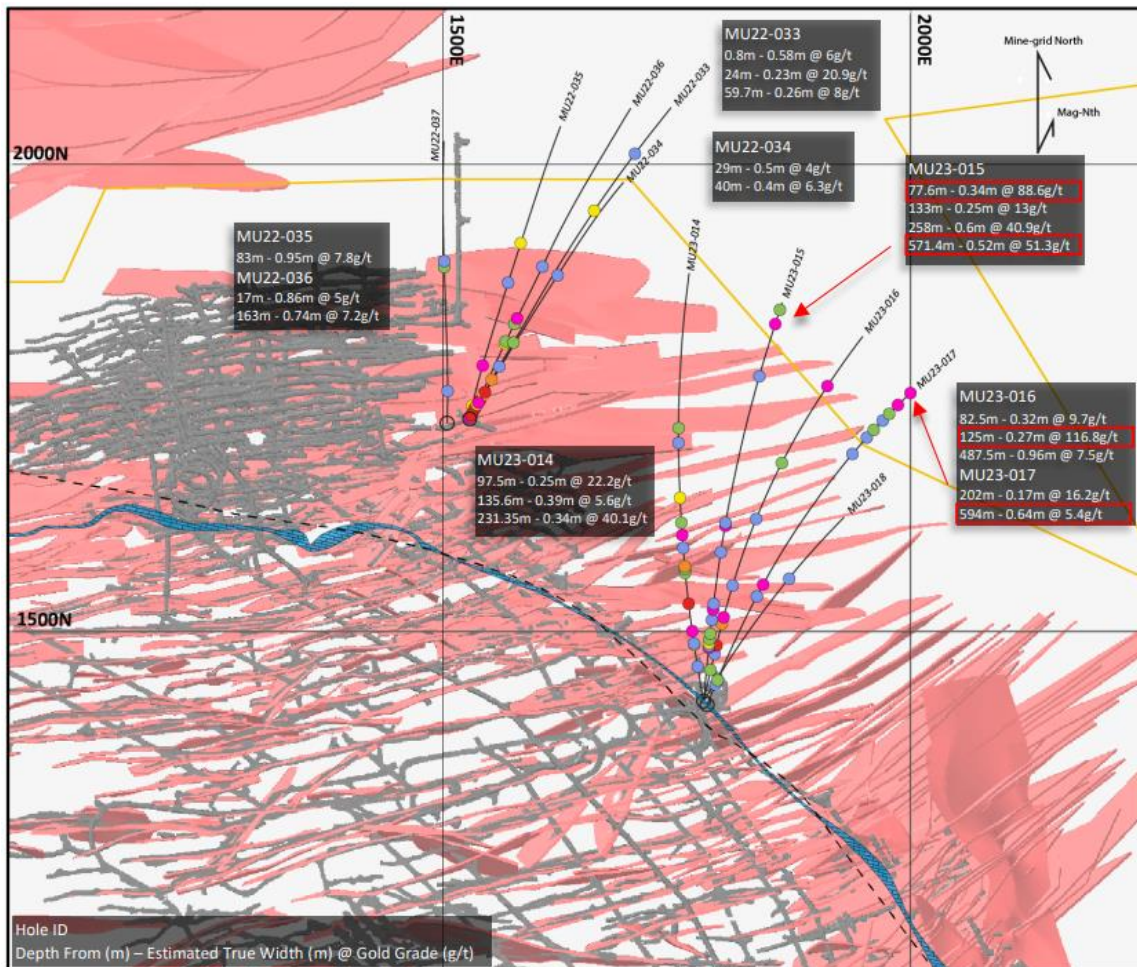 1500E
2000E
Mine-grid North
Mag-Nth
2000N
1500N
MU22-037
MU22-035
MU22-036
MU22-033
MU22-034
MU23-014
MU23-015
MU23-016
MU23-017
MU23-018
MU22-033
0.8m - 0.58m @ 6g/t
24m - 0.23m @ 20.9g/t
59.7m - 0.26m @ 8g/t
MU22-034
29m - 0.5m @ 4g/t
40m - 0.4m @ 6.3g/t
MU23-015
77.6m - 0.34m @ 88.6g/t
133m - 0.25m @ 13g/t
258m - 0.6m @ 40.9g/t
571.4m - 0.52m @ 51.3g/t
MU22-035
83m - 0.95m @ 7.8g/t
MU22-036
17m - 0.86m @ 5g/t
163m - 0.74m @ 7.2g/t
MU23-016
82.5m - 0.32m @ 9.7g/t
125m - 0.27m @ 116.8g/t
487.5m - 0.96m @ 7.5g/t
MU23-017
202m - 0.17m @ 16.2g/t
594m - 0.64m @ 5.4g/t
MU23-014
97.5m - 0.25m @ 22.2g/t
135.6m - 0.39m @ 5.6g/t
231.35m - 0.34m @ 40.1g/t
Hole ID
Depth From (m) – Estimated True Width (m) @ Gold Grade (g/t)